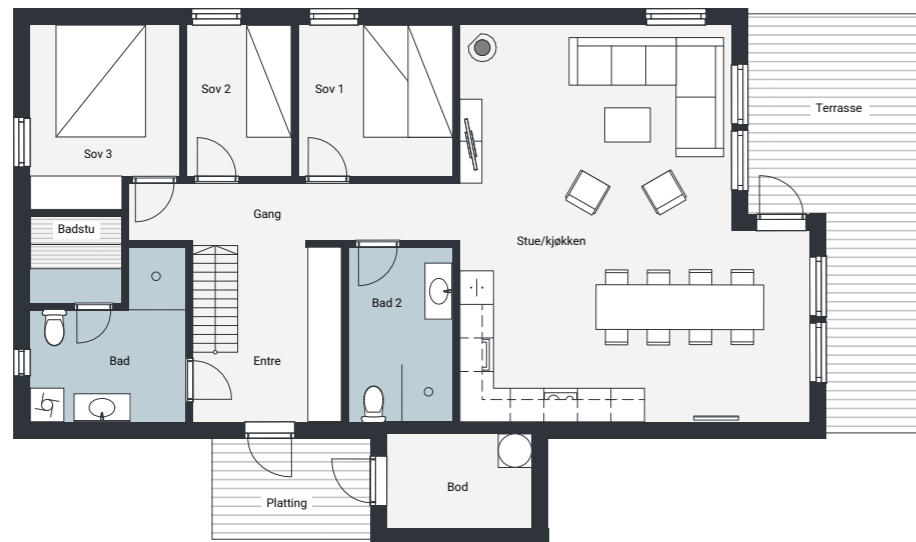 Sov 2
Sov 1
Terrasse
Sov 3
Gang
Badstu
Stue/kjøkken
Bad 2
Bad
Entre
Bod
Platting